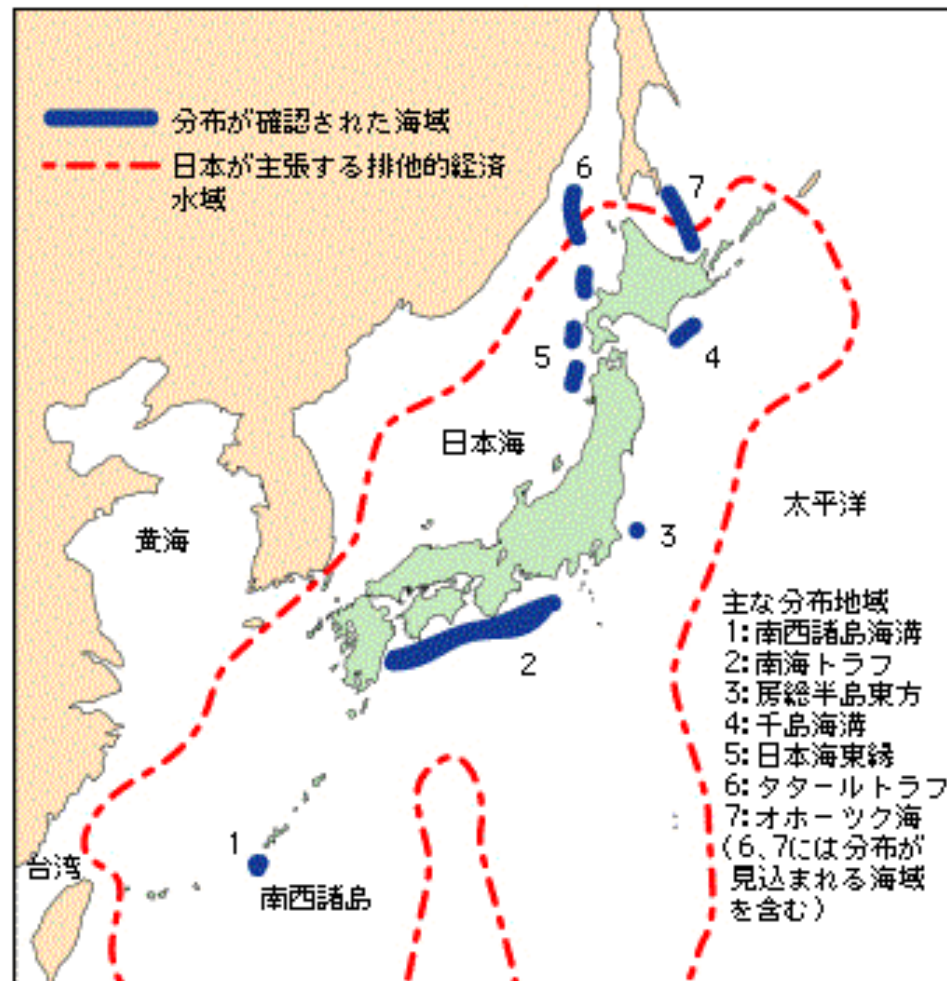 分布が確認された海域
日本が主張する排他的経済
水域
6
7
5
4
日本海
太平洋
黄海
3
2
主な分布地域
1:南西諸島海溝
2:南海トラフ
3:房総半島東方
4:千島海溝
5:日本海東縁
6:タタールトラフ
7:オホーツク海
(6、7には分布が
見込まれる海域
を含む)
1
台湾
南西諸島